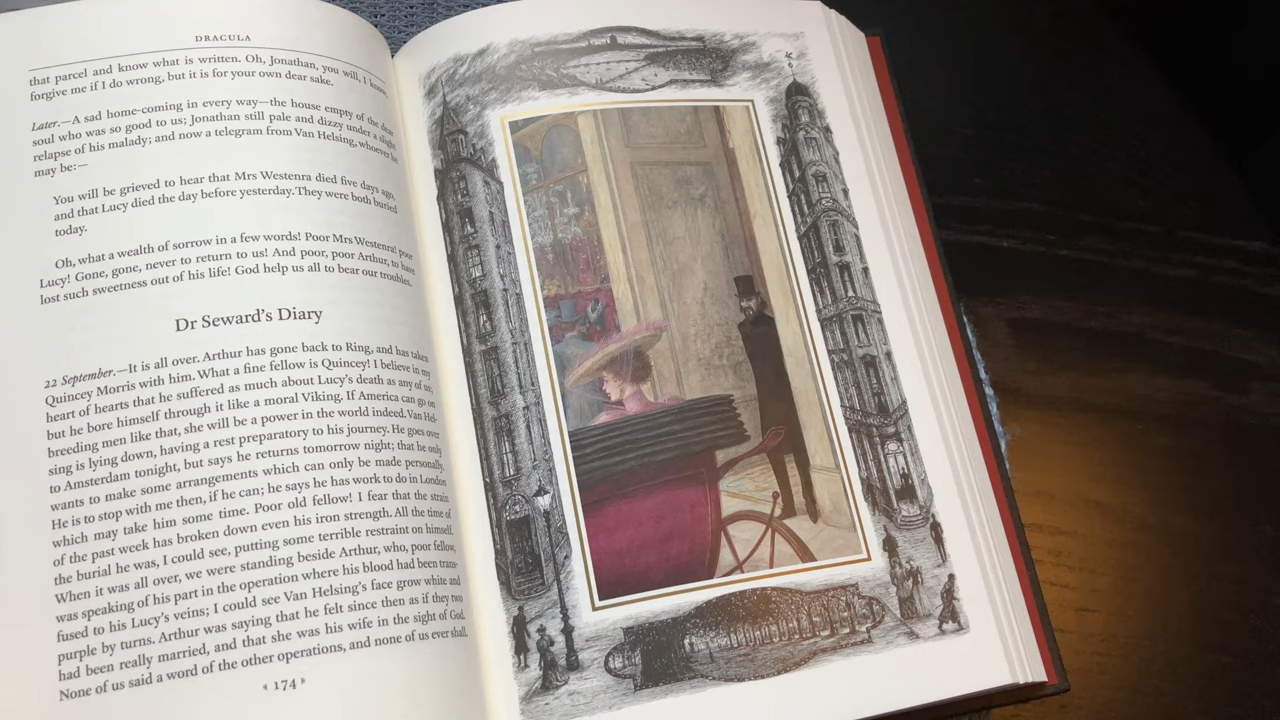 DRACULA
that parcel and know what is written. Oh, Jonathan, you will, I know
forgive me if I do wrong, but it is for your own dear sake.
Later.—A sad home-coming in every way—the house empty of the dear
soul who was so good to us; Jonathan still pale and dizzy under a slight
relapse of his malady; and now a telegram from Van Helsing, whoever he
may be:—
You will be grieved to hear that Mrs Westenra died five days ago,
and that Lucy died the day before yesterday. They were both buried
today.
Oh, what a wealth of sorrow in a few words! Poor Mrs Westenra! poor
Lucy! Gone, gone, never to return to us! And poor, poor Arthur, to have
lost such sweetness out of his life! God help us all to bear our troubles.
Dr Seward's Diary
22 September.—It is all over. Arthur has gone back to Ring, and has taken
Quincey Morris with him. What a fine fellow is Quincey! I believe in my
heart of hearts that he suffered as much about Lucy's death as any of us;
but he bore himself through it like a moral Viking. If America can go on
breeding men like that, she will be a power in the world indeed. Van Hel-
sing is lying down, having a rest preparatory to his journey. He goes over
to Amsterdam tonight, but says he returns tomorrow night; that he only
wants to make some arrangements which can only be made personally.
He is to stop with me then, if he can; he says he has work to do in London
which may take him some time. Poor old fellow! I fear that the strain
of the past week has broken down even his iron strength. All the time of
the burial he was, I could see, putting some terrible restraint on himself.
When it was all over, we were standing beside Arthur, who, poor fellow,
was speaking of his part in the operation where his blood had been trans-
fused to his Lucy's veins; I could see Van Helsing's face grow white and
purple by turns. Arthur was saying that he felt since then as if they two
had been really married, and that she was his wife in the sight of God.
None of us said a word of the other operations, and none of us ever shall.
174